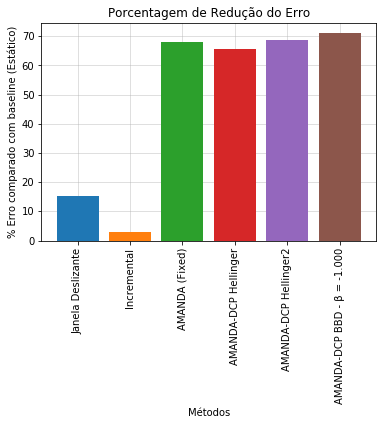 Porcentagem de Redução do Erro
% Erro comparado com baseline (Estático)
70
60
50
40
30
20
10
0
Janela Deslizante
Incremental
AMANDA (Fixed)
AMANDA-DCP Hellinger
AMANDA-DCP Hellinger2
AMANDA-DCP BBD - β = -1.000
Métodos